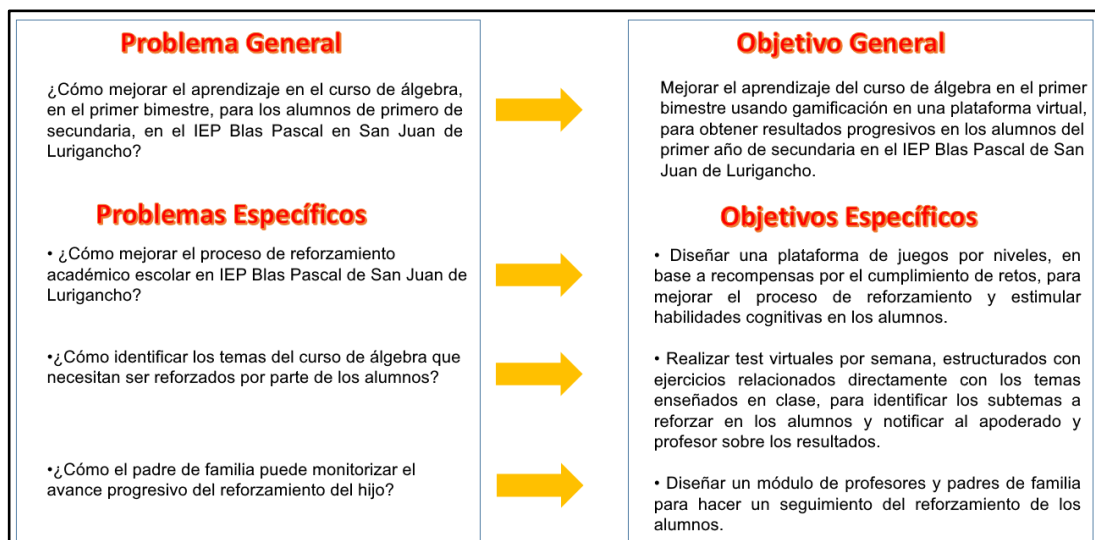 Problema General
¿Cómo mejorar el aprendizaje en el curso de álgebra,
en el primer bimestre, para los alumnos de primero de
secundaria, en el IEP Blas Pascal en San Juan de
Lurigancho?
Problemas Específicos
• ¿Cómo mejorar el proceso de reforzamiento
académico escolar en IEP Blas Pascal de San Juan de
Lurigancho?
•¿Cómo identificar los temas del curso de álgebra que
necesitan ser reforzados por parte de los alumnos?
•¿Cómo el padre de familia puede monitorizar el
avance progresivo del reforzamiento del hijo?
Objetivo General
Mejorar el aprendizaje del curso de álgebra en el primer
bimestre usando gamificación en una plataforma virtual,
para obtener resultados progresivos en los alumnos del
primer año de secundaria en el IEP Blas Pascal de San
Juan de Lurigancho.
Objetivos Específicos
• Diseñar una plataforma de juegos por niveles, en
base a recompensas por el cumplimiento de retos, para
mejorar el proceso de reforzamiento y estimular
habilidades cognitivas en los alumnos.
• Realizar test virtuales por semana, estructurados con
ejercicios relacionados directamente con los temas
enseñados en clase, para identificar los subtemas a
reforzar en los alumnos y notificar al apoderado y
profesor sobre los resultados.
• Diseñar un módulo de profesores y padres de familia
para hacer un seguimiento del reforzamiento de los
alumnos.